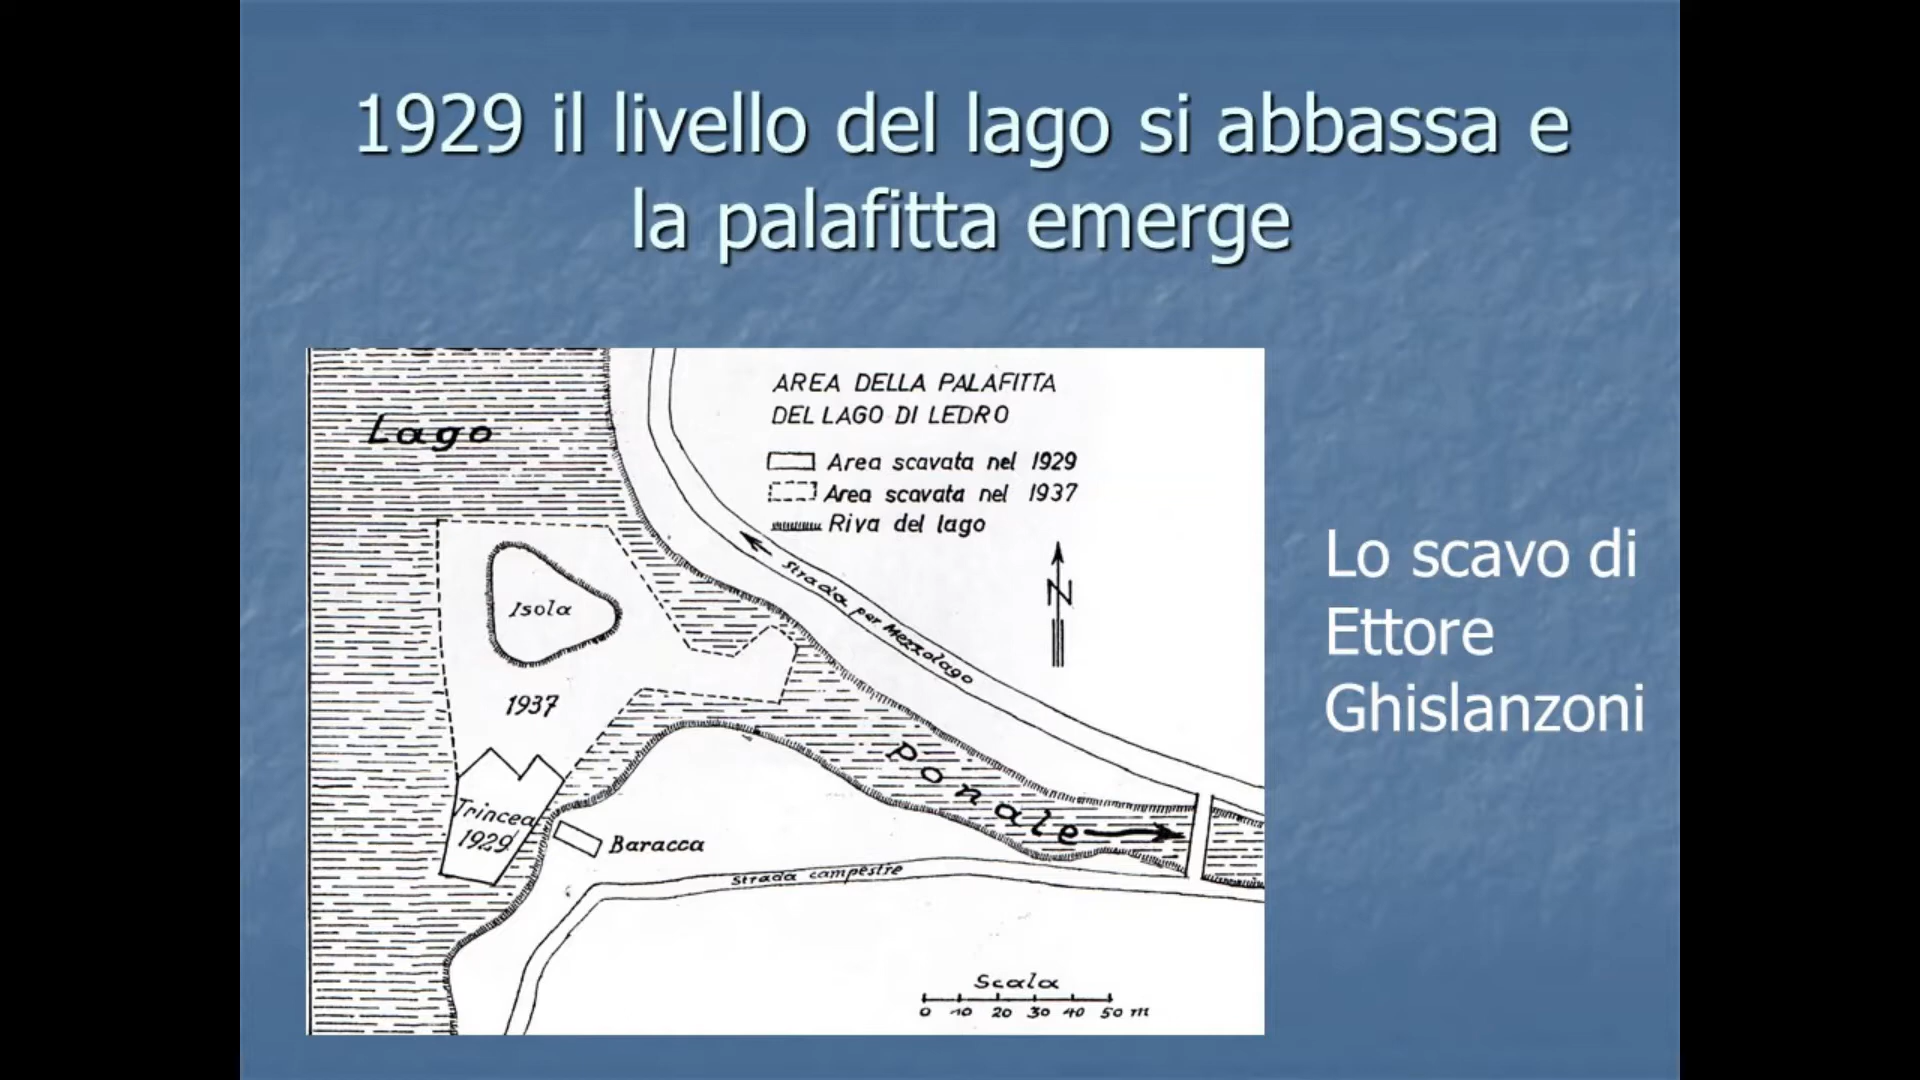 1929 il livello del lago si abbassa e
la palafitta emerge
Lago
AREA DELLA PALAFITTA
DEL LAGO DI LEDRO
Area scavata nel 1929
Area scavata nel 1937
Riva del lago
N
Strada per Mezzolago
Isola
1937
Trincea
1929
Baracca
Ponale
Strada campestre
Scala
0 10 20 30 40 50 m
Lo scavo di
Ettore
Ghislanzoni